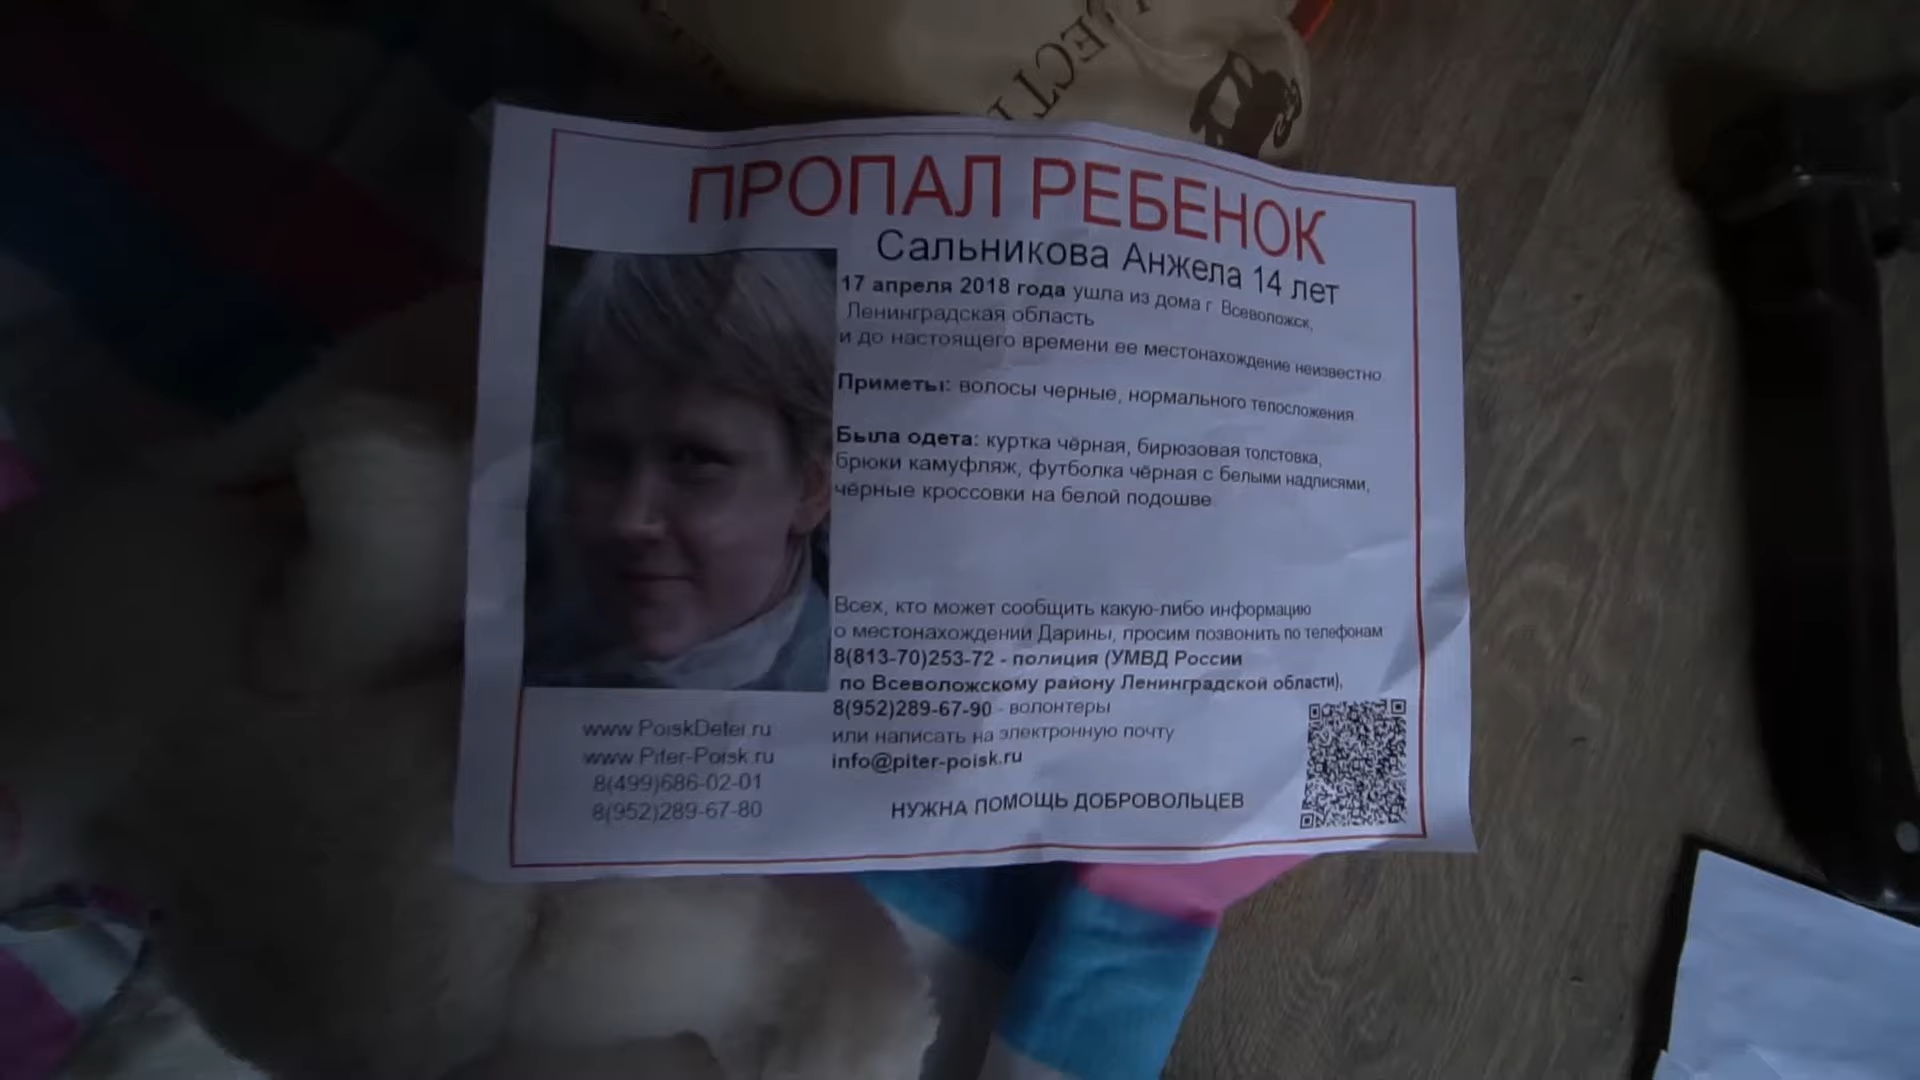 ПРОПАЛ РЕБЕНОК
Сальникова Анжела 14 лет
17 апреля 2018 года ушла из дома г. Всеволожск,
Ленинградская область
и до настоящего времени ее местонахождение неизвестно
Приметы: волосы черные, нормального телосложения.
Была одета: куртка чёрная, бирюзовая толстовка,
брюки камуфляж, футболка чёрная с белыми надписями,
чёрные кроссовки на белой подошве.
Всех, кто может сообщить какую-либо информацию
о местонахождении Дарины, просим позвонить по телефонам
8(813-70)253-72 - полиция (УМВД России
по Всеволожскому району Ленинградской области),
8(952)289-67-90 - волонтеры
или написать на электронную почту
info@piter-poisk.ru
НУЖНА ПОМОЩЬ ДОБРОВОЛЬЦЕВ
www.PoiskDetei.ru
www.Piter-Poisk.ru
8(499)686-02-01
8(952)289-67-80